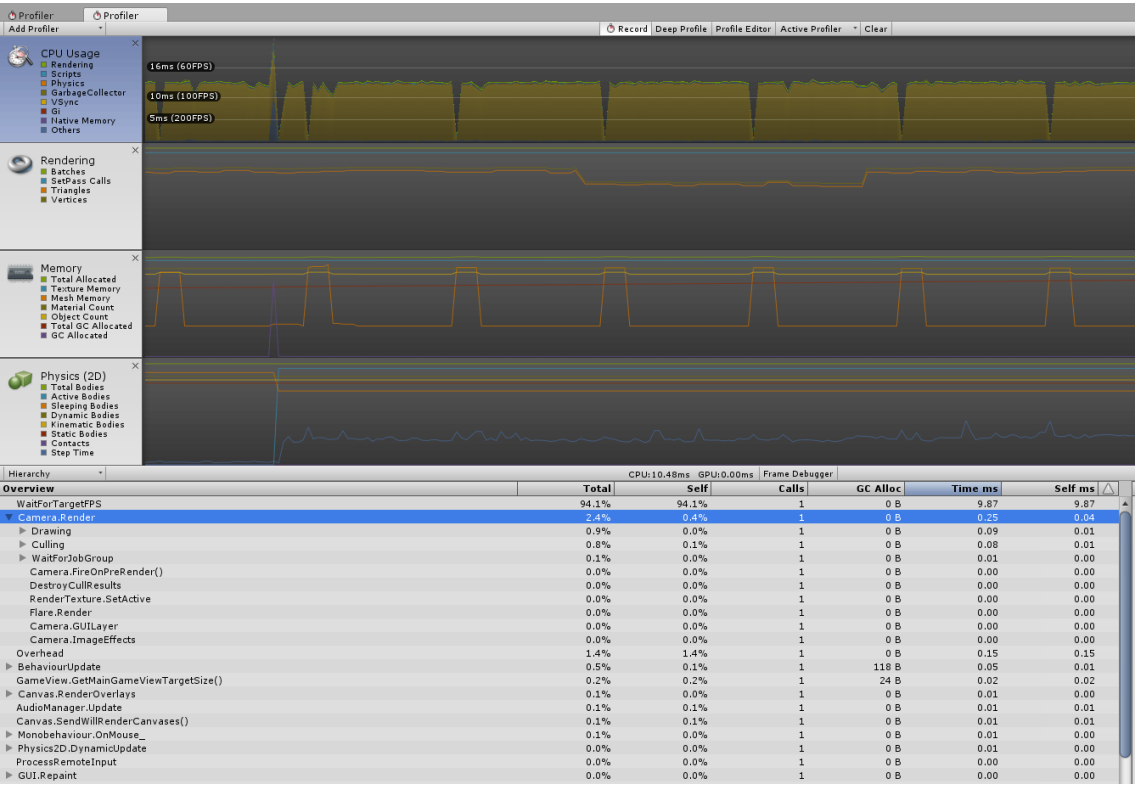 Profiler Profiler
Add Profiler Record Deep Profile Profile Editor Active Profiler Clear
CPU Usage
Rendering
Scripts
Physics
GarbageCollector
VSync
Gi
Native Memory
Others
16ms (60FPS)
10ms (100FPS)
5ms (200FPS)
Rendering
Batches
SetPass Calls
Triangles
Vertices
Memory
Total Allocated
Texture Memory
Mesh Memory
Material Count
Object Count
Total GC Allocated
GC Allocated
Physics (2D)
Total Bodies
Active Bodies
Sleeping Bodies
Dynamic Bodies
Kinematic Bodies
Static Bodies
Contacts
Step Time
Hierarchy CPU:10.48ms GPU:0.00ms Frame Debugger
Overview Total Self Calls GC Alloc Time ms Self ms
WaitForTargetFPS 94.1% 94.1% 1 0 B 9.87 9.87
Camera.Render 2.4% 0.4% 1 0 B 0.25 0.04
Drawing 0.9% 0.0% 1 0 B 0.09 0.01
Culling 0.8% 0.1% 1 0 B 0.08 0.01
WaitForJobGroup 0.1% 0.0% 1 0 B 0.01 0.00
Camera.FireOnPreRender() 0.0% 0.0% 1 0 B 0.00 0.00
DestroyCullResults 0.0% 0.0% 1 0 B 0.00 0.00
RenderTexture.SetActive 0.0% 0.0% 1 0 B 0.00 0.00
Flare.Render 0.0% 0.0% 1 0 B 0.00 0.00
Camera.GUILayer 0.0% 0.0% 1 0 B 0.00 0.00
Camera.ImageEffects 0.0% 0.0% 1 0 B 0.00 0.00
Overhead 1.4% 1.4% 1 0 B 0.15 0.15
BehaviourUpdate 0.5% 0.1% 1 118 B 0.05 0.01
GameView.GetMainGameViewTargetSize() 0.2% 0.2% 1 24 B 0.02 0.02
Canvas.RenderOverlays 0.1% 0.0% 1 0 B 0.01 0.00
AudioManager.Update 0.1% 0.1% 1 0 B 0.01 0.01
Canvas.SendWillRenderCanvases() 0.1% 0.1% 1 0 B 0.01 0.01
Monobehaviour.OnMouse_ 0.1% 0.0% 1 0 B 0.01 0.00
Physics2D.DynamicUpdate 0.0% 0.0% 1 0 B 0.01 0.00
ProcessRemoteInput 0.0% 0.0% 1 0 B 0.00 0.00
GUI.Repaint 0.0% 0.0% 1 0 B 0.00 0.00